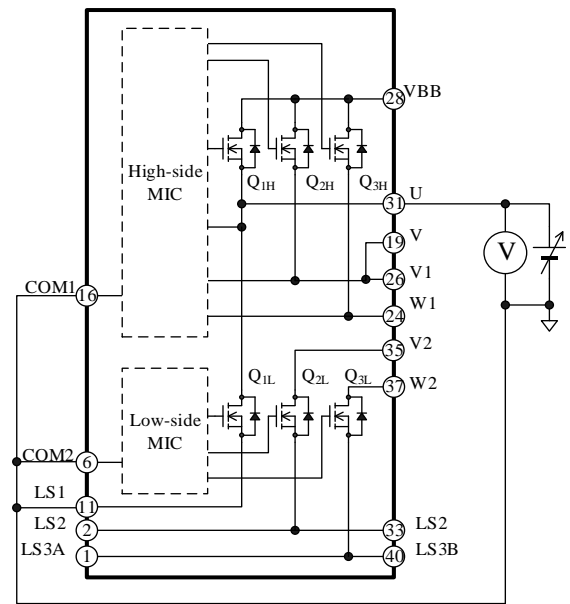 28 VBB
High-side
MIC
Q1H
Q2H
Q3H
31 U
19 V
V
26 V1
COM1 16
24 W1
35 V2
Q1L
Q2L
Q3L
37 W2
Low-side
MIC
COM2 6
LS1 11
LS2 2
33 LS2
LS3A 1
40 LS3B